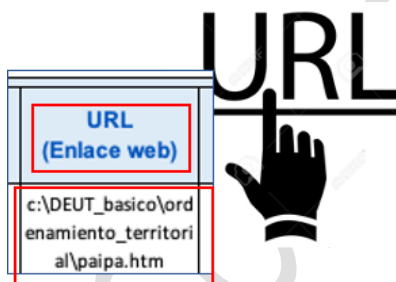 URL
URL
(Enlace web)
c:\DEUT_basico\ord
enamiento_territori
al\paipa.htm